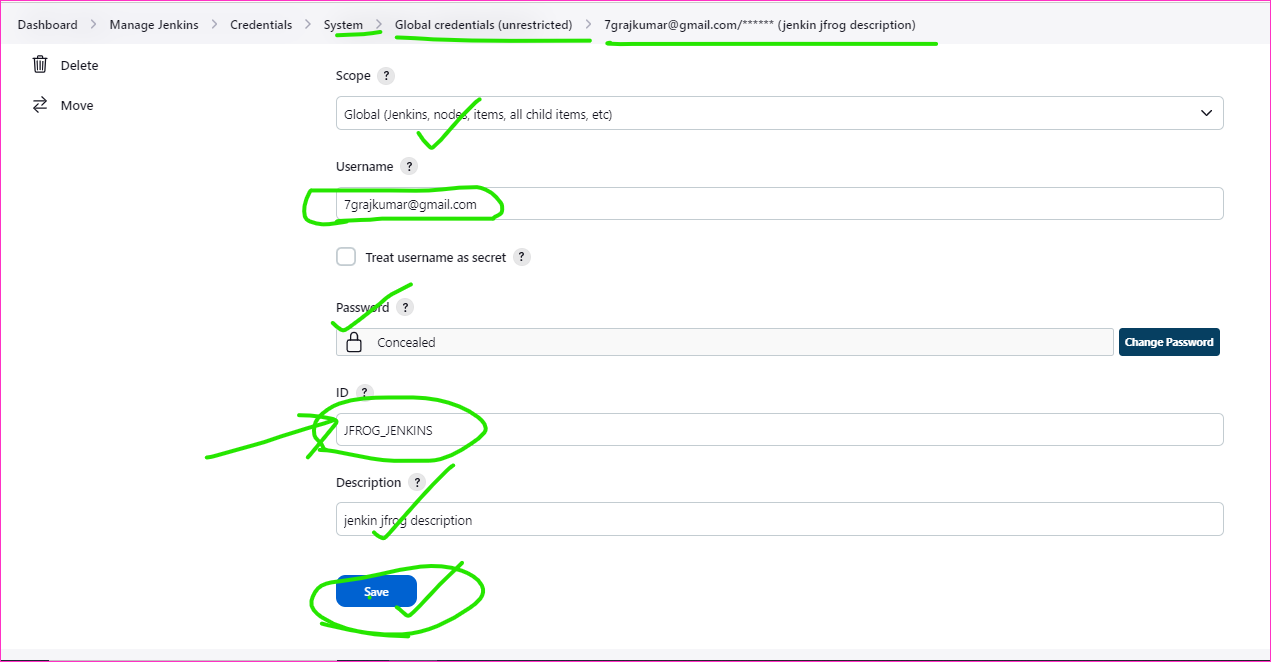 Dashboard > Manage Jenkins > Credentials > System > Global credentials (unrestricted) > 7grajkumar@gmail.com/****** (jenkin jfrog description)
Delete
Move
Scope ?
Global (Jenkins, nodes, items, all child items, etc)
Username ?
7grajkumar@gmail.com
Treat username as secret ?
Password ?
Concealed
Change Password
ID ?
JFROG_JENKINS
Description ?
jenkin jfrog description
Save